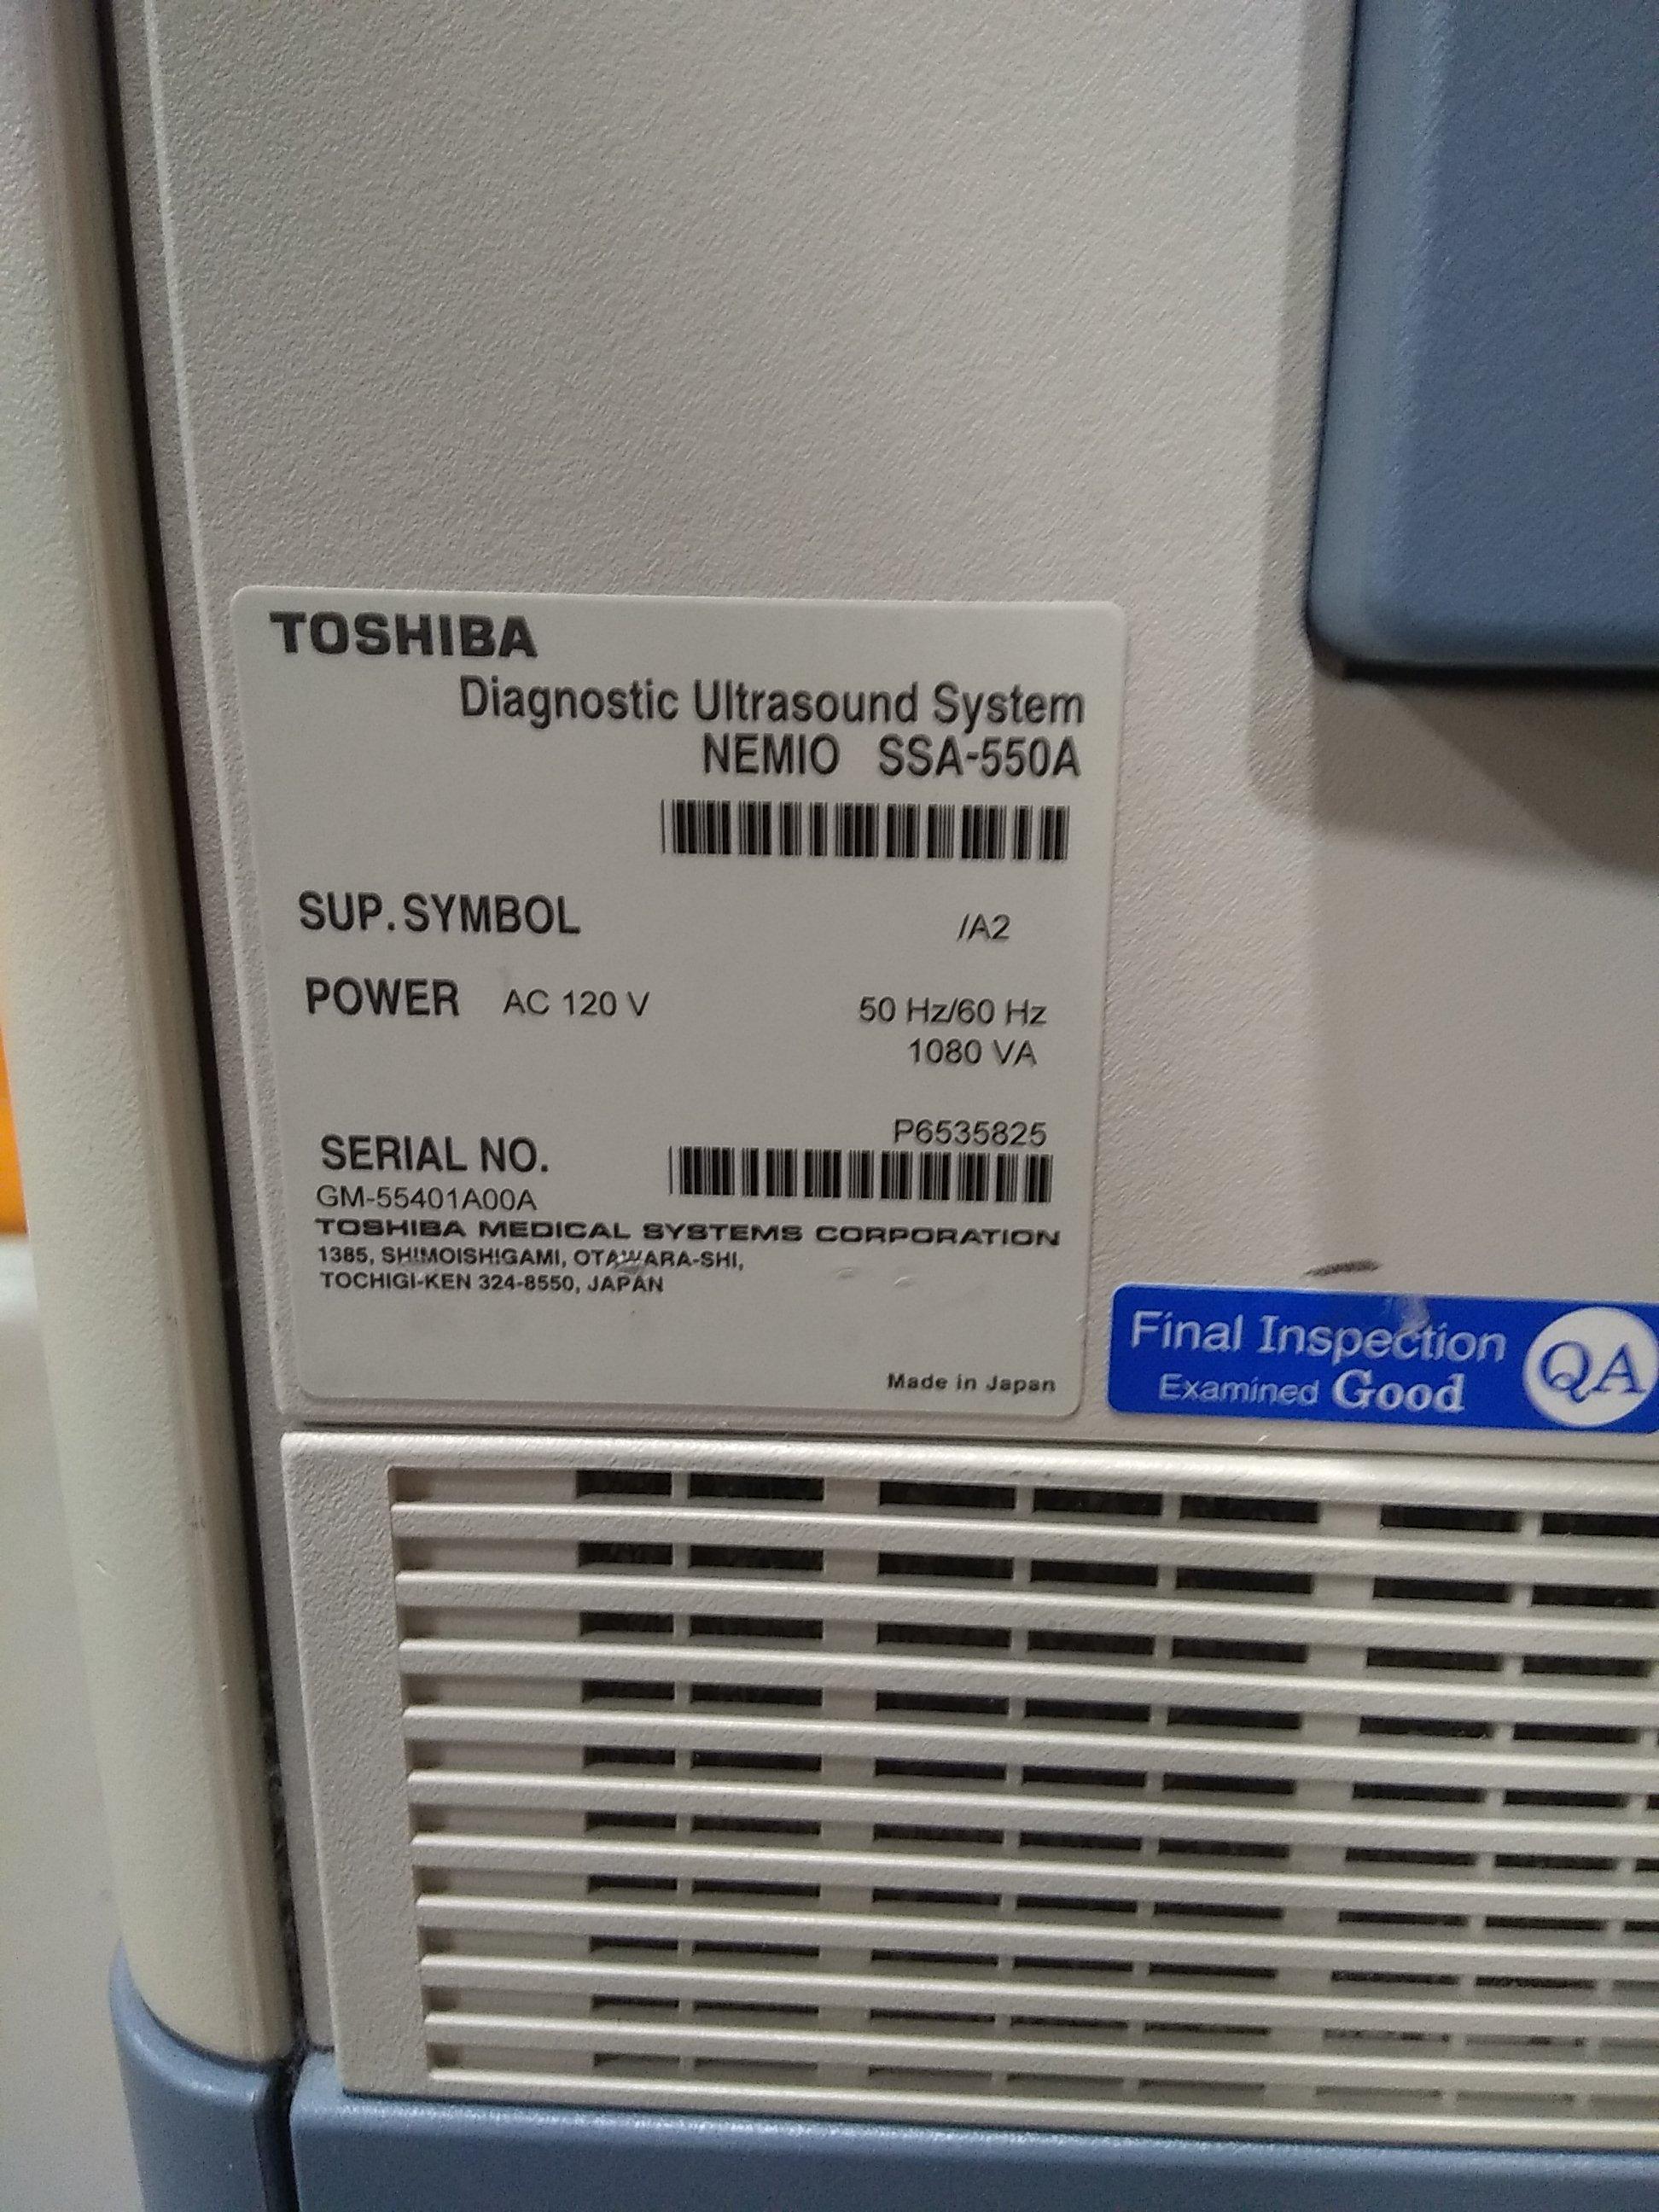 TOSHIBA
Diagnostic Ultrasound System
NEMIO SSA-550A
SUP. SYMBOL /A2
POWER AC 120 V 50 Hz/60 Hz
1080 VA
P6535825
SERIAL NO.
GM-55401A00A
TOSHIBA MEDICAL SYSTEMS CORPORATION
1385, SHIMOISHIGAMI, OTAWARA-SHI,
TOCHIGI-KEN 324-8550, JAPAN
Made in Japan
Final Inspection
Examined Good
QA